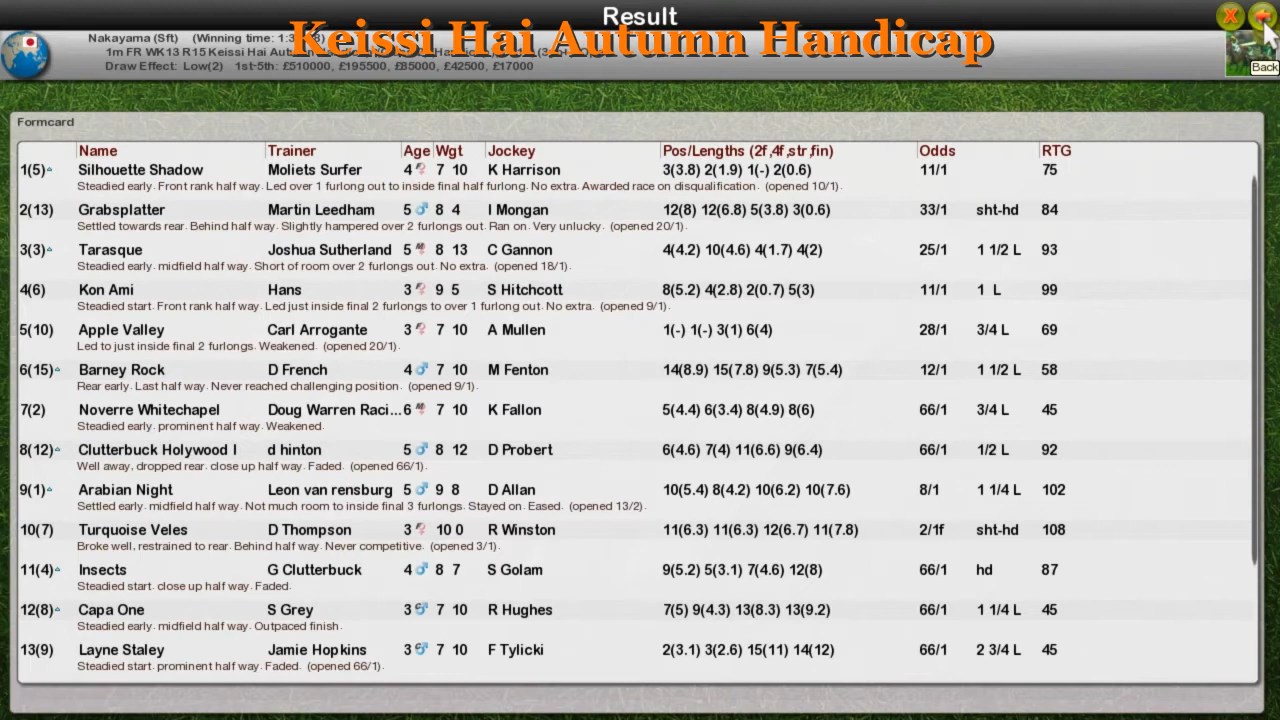 Result
Keissi Hai Autumn Handicap
Nakayama (Sft) (Winning time: 1:3
1m FR WK13 R15 Keissi Hai
Draw Effect: Low(2) 1st-5th: £510000, £195500, £85000, £42500, £17000
Back
Formcard
Name Trainer Age Wgt Jockey Pos/Lengths (2f,4f,str,fin) Odds RTG
1(5) Silhouette Shadow Moliets Surfer 4 7 10 K Harrison 3(3.8) 2(1.9) 1(-) 2(0.6) 11/1 75
Steadied early. Front rank half way. Led over 1 furlong out to inside final half furlong. No extra. Awarded race on disqualification. (opened 10/1).
2(13) Grabsplatter Martin Leedham 5 8 4 I Mongan 12(8) 12(6.8) 5(3.8) 3(0.6) 33/1 sht-hd 84
Settled towards rear. Behind half way. Slightly hampered over 2 furlongs out. Ran on. Very unlucky. (opened 20/1).
3(3) Tarasque Joshua Sutherland 5 8 13 C Gannon 4(4.2) 10(4.6) 4(1.7) 4(2) 25/1 1 1/2 L 93
Steadied early. midfield half way. Short of room over 2 furlongs out. No extra. (opened 18/1).
4(6) Kon Ami Hans 3 9 5 S Hitchcott 8(5.2) 4(2.8) 2(0.7) 5(3) 11/1 1 L 99
Steadied start. Front rank half way. Led just inside final 2 furlongs to over 1 furlong out. No extra. (opened 9/1).
5(10) Apple Valley Carl Arrogante 3 7 10 A Mullen 1(-) 1(-) 3(1) 6(4) 28/1 3/4 L 69
Led to just inside final 2 furlongs. Weakened. (opened 20/1).
6(15) Barney Rock D French 4 7 10 M Fenton 14(8.9) 15(7.8) 9(5.3) 7(5.4) 12/1 1 1/2 L 58
Rear early. Last half way. Never reached challenging position. (opened 9/1).
7(2) Noverre Whitechapel Doug Warren Raci... 6 7 10 K Fallon 5(4.4) 6(3.4) 8(4.9) 8(6) 66/1 3/4 L 45
Steadied early. prominent half way. Weakened.
8(12) Clutterbuck Holywood I d hinton 5 8 12 D Probert 6(4.6) 7(4) 11(6.6) 9(6.4) 66/1 1/2 L 92
Well away, dropped rear. close up half way. Faded. (opened 66/1).
9(1) Arabian Night Leon van rensburg 5 9 8 D Allan 10(5.4) 8(4.2) 10(6.2) 10(7.6) 8/1 1 1/4 L 102
Settled early. midfield half way. Not much room to inside final 3 furlongs. Stayed on. Eased. (opened 13/2).
10(7) Turquoise Veles D Thompson 3 10 0 R Winston 11(6.3) 11(6.3) 12(6.7) 11(7.8) 2/1f sht-hd 108
Broke well, restrained to rear. Behind half way. Never competitive. (opened 3/1).
11(4) Insects G Clutterbuck 4 8 7 S Golam 9(5.2) 5(3.1) 7(4.6) 12(8) 66/1 hd 87
Steadied start. close up half way. Faded.
12(8) Capa One S Grey 3 7 10 R Hughes 7(5) 9(4.3) 13(8.3) 13(9.2) 66/1 1 1/4 L 45
Steadied early. midfield half way. Outpaced finish.
13(9) Layne Staley Jamie Hopkins 3 7 10 F Tylicki 2(3.1) 3(2.6) 15(11) 14(12) 66/1 2 3/4 L 45
Steadied start. prominent half way. Faded. (opened 66/1).